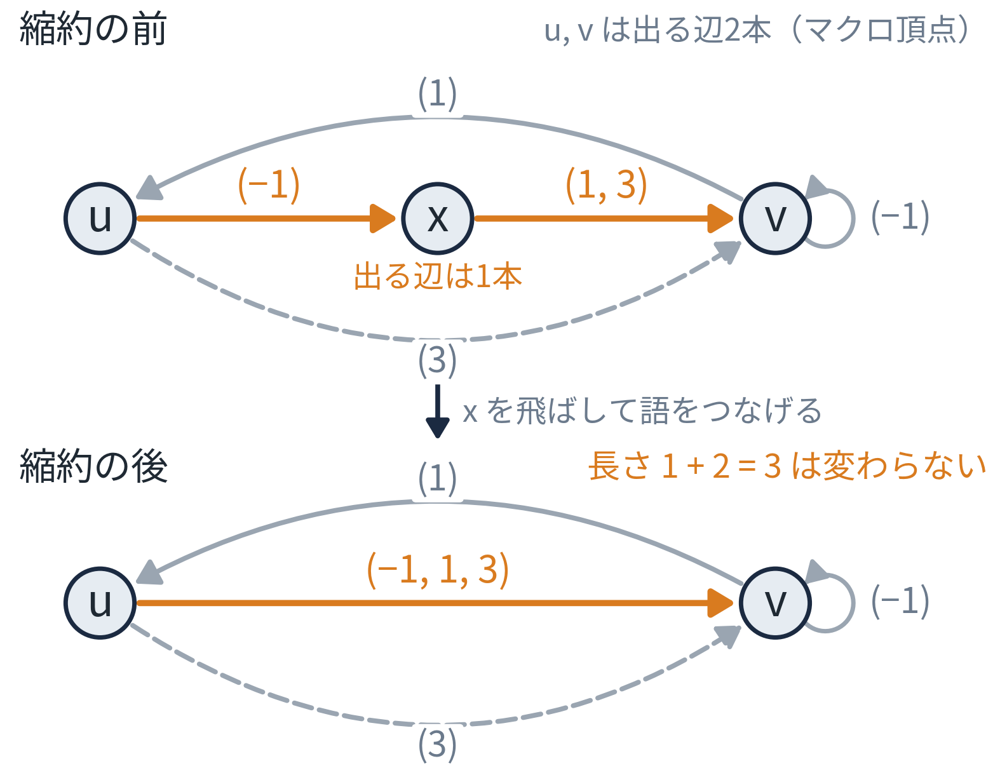 縮約の前
u, v は出る辺2本（マクロ頂点）
(1)
(−1)
(1, 3)
u
x
v
(−1)
出る辺は1本
(3)
x を飛ばして語をつなげる
縮約の後
長さ 1 + 2 = 3 は変わらない
(1)
(−1, 1, 3)
u
v
(−1)
(3)